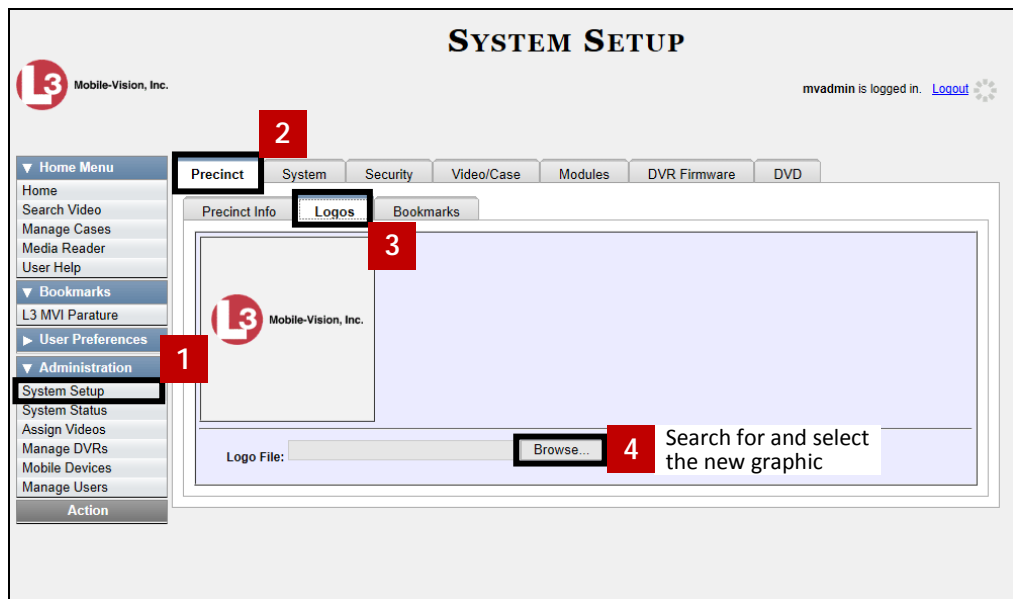 SYSTEM SETUP
L3 Mobile-Vision, Inc.
mvadmin is logged in. Logout
2
▼ Home Menu
Home
Search Video
Manage Cases
Media Reader
User Help
▼ Bookmarks
L3 MVI Parature
▶ User Preferences
1
▼ Administration
System Setup
System Status
Assign Videos
Manage DVRs
Mobile Devices
Manage Users
Action
Precinct System Security Video/Case Modules DVR Firmware DVD
Precinct Info Logos Bookmarks
3
L3 Mobile-Vision, Inc.
Logo File: Browse...
4 Search for and select
the new graphic